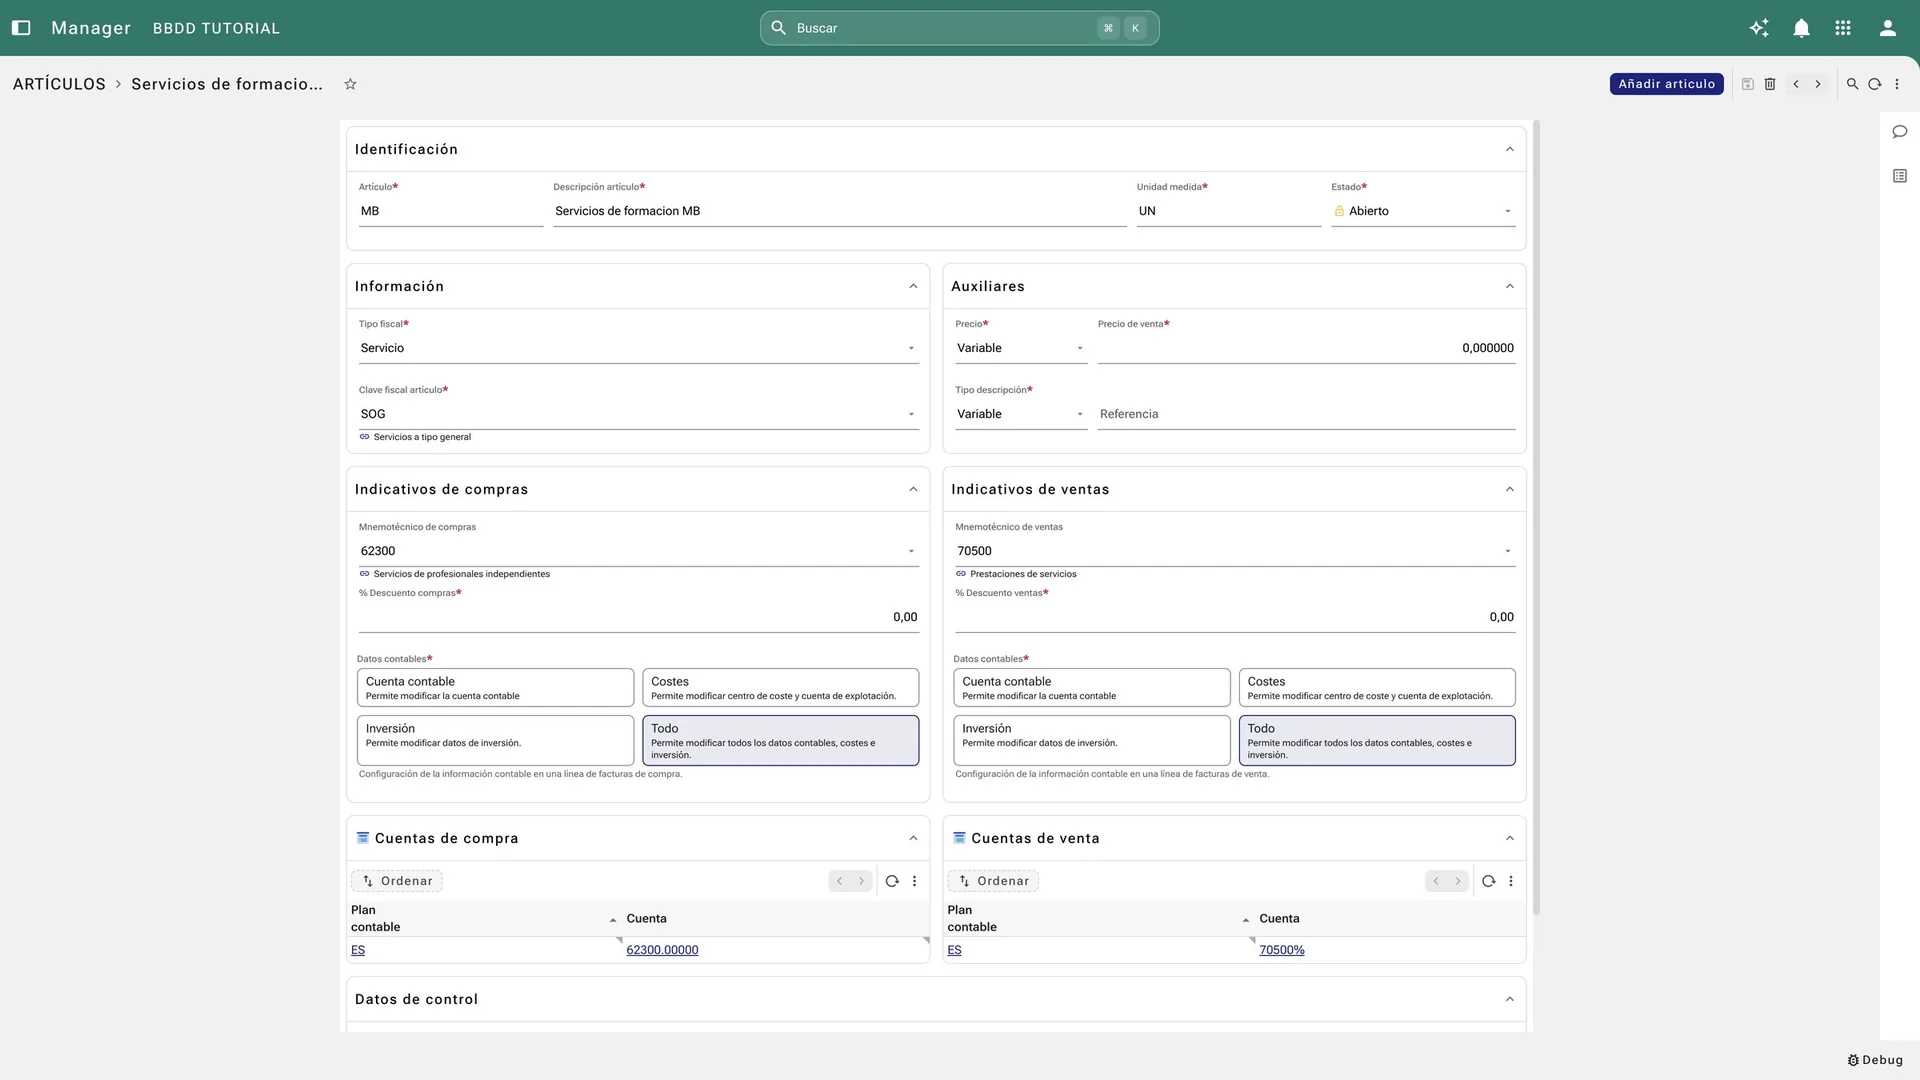 Manager
BBDD TUTORIAL
Buscar
⌘ K
ARTÍCULOS > Servicios de formacio...
Añadir articulo
Identificación
Artículo*
Descripción artículo*
Unidad medida*
Estado*
MB
Servicios de formacion MB
UN
Abierto
Información
Tipo fiscal*
Servicio
Clave fiscal artículo*
SOG
Servicios a tipo general
Auxiliares
Precio*
Precio de venta*
Variable
0,000000
Tipo descripción*
Variable
Referencia
Indicativos de compras
Mnemotécnico de compras
62300
Servicios de profesionales independientes
% Descuento compras*
0,00
Datos contables*
Cuenta contable
Permite modificar la cuenta contable
Costes
Permite modificar centro de coste y cuenta de explotación.
Inversión
Permite modificar datos de inversión.
Todo
Permite modificar todos los datos contables, costes e
inversión.
Configuración de la información contable en una línea de facturas de compra.
Indicativos de ventas
Mnemotécnico de ventas
70500
Prestaciones de servicios
% Descuento ventas*
0,00
Datos contables*
Cuenta contable
Permite modificar la cuenta contable
Costes
Permite modificar centro de coste y cuenta de explotación.
Inversión
Permite modificar datos de inversión.
Todo
Permite modificar todos los datos contables, costes e
inversión.
Configuración de la información contable en una línea de facturas de venta.
Cuentas de compra
Ordenar
Plan
contable
Cuenta
ES
62300.00000
Cuentas de venta
Ordenar
Plan
contable
Cuenta
ES
70500%
Datos de control
Debug